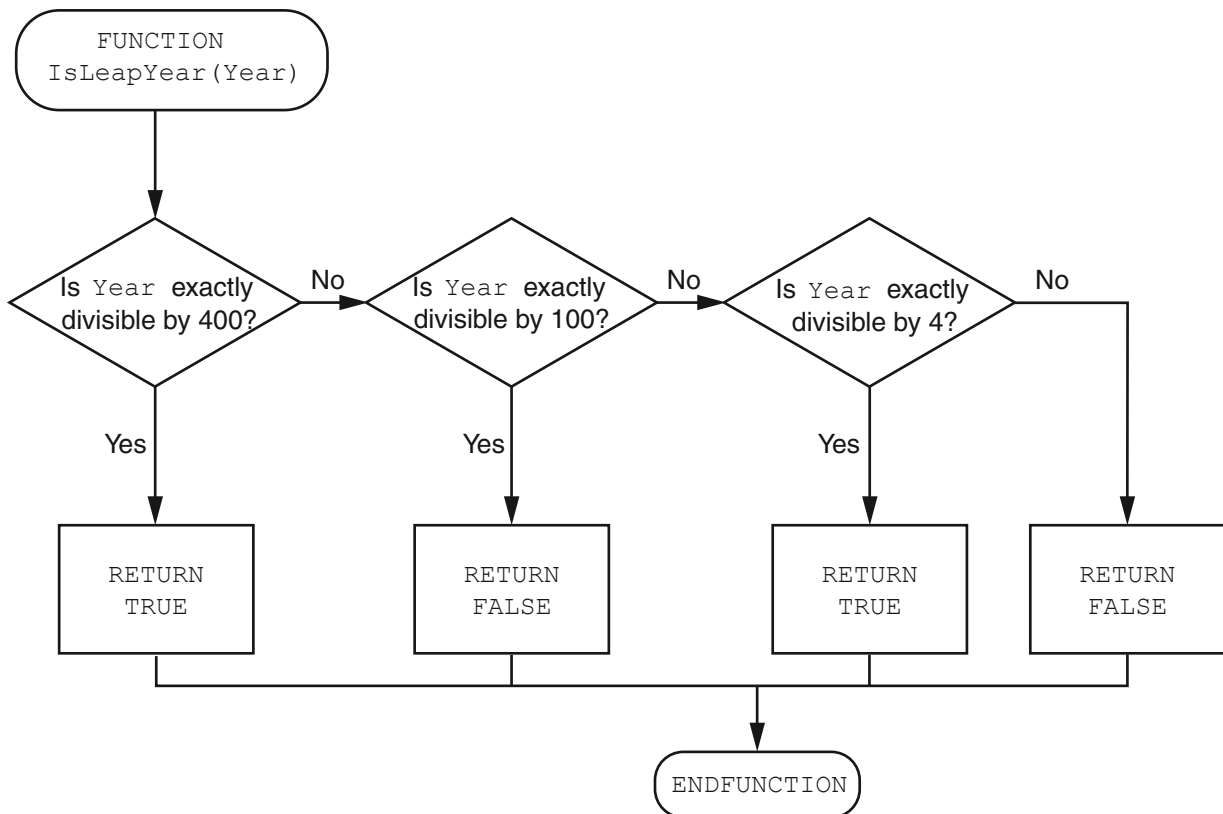 FUNCTION
IsLeapYear(Year)
Is Year exactly
divisible by 400?
No
Is Year exactly
divisible by 100?
No
Is Year exactly
divisible by 4?
No
Yes
Yes
Yes
RETURN
TRUE
RETURN
FALSE
RETURN
TRUE
RETURN
FALSE
ENDFUNCTION